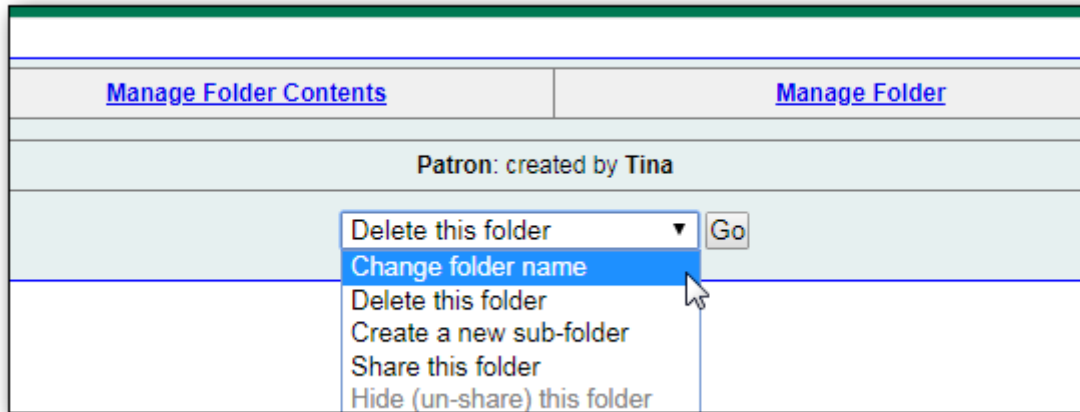 Manage Folder Contents Manage Folder
Patron: created by Tina
Delete this folder Go
Change folder name
Delete this folder
Create a new sub-folder
Share this folder
Hide (un-share) this folder